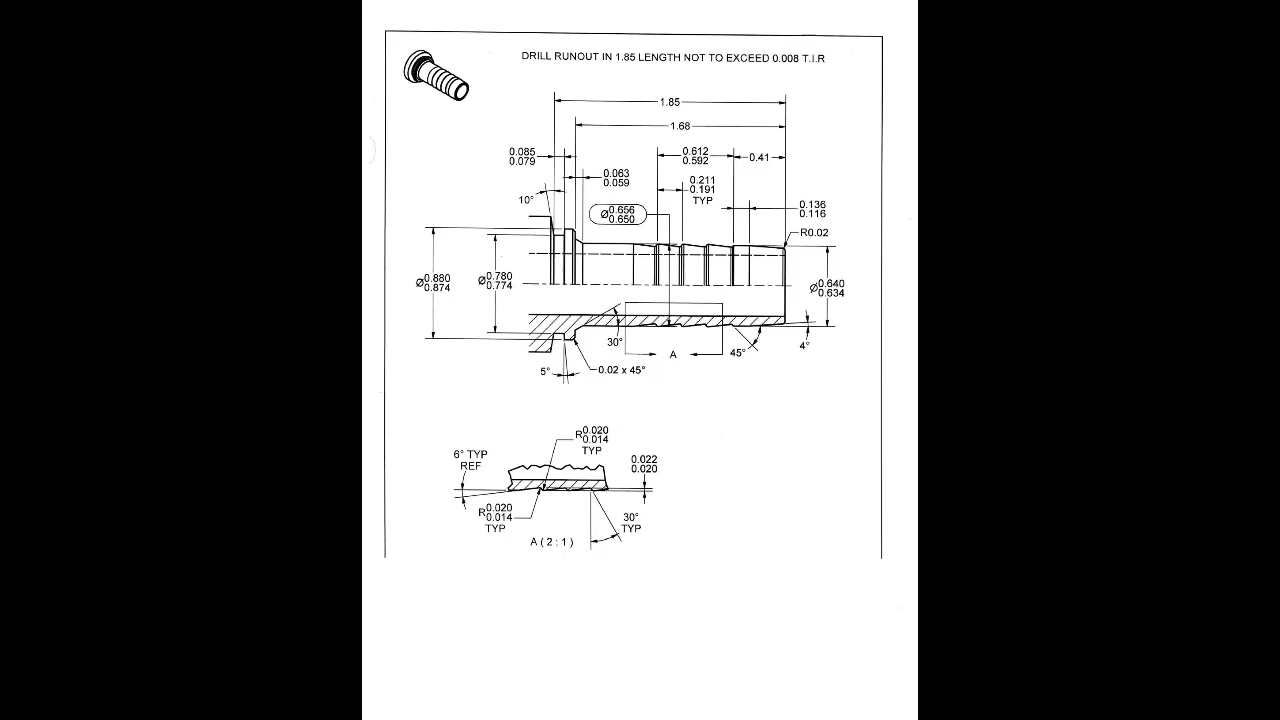 DRILL RUNOUT IN 1.85 LENGTH NOT TO EXCEED 0.008 T.I.R
1.85
1.68
0.085
0.079
0.612
0.592
0.41
0.063
0.059
0.211
0.191
TYP
10°
Ø0.656
0.650
0.136
0.116
R0.02
Ø0.880
0.874
Ø0.780
0.774
Ø0.640
0.634
30°
A
45°
4°
5°
0.02 x 45°
R0.020
0.014
TYP
6° TYP
REF
0.022
0.020
R0.020
0.014
TYP
30°
TYP
A ( 2 : 1 )